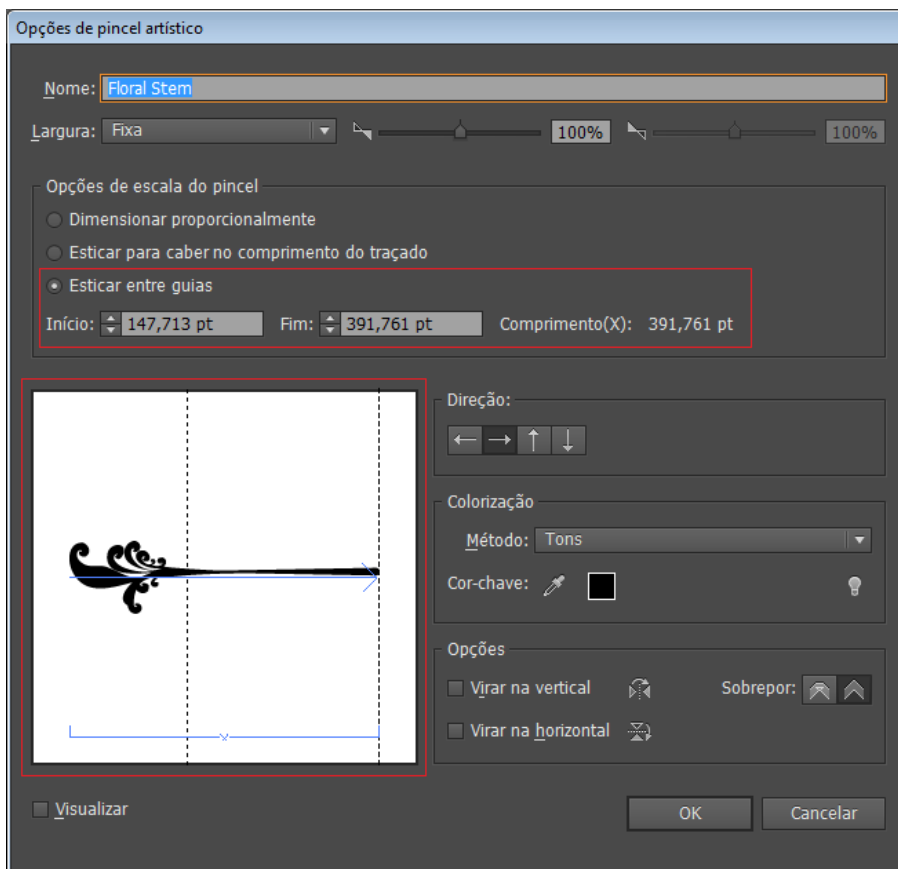 Opções de pincel artístico
Nome: Floral Stem
Largura: Fixa 100% 100%
Opções de escala do pincel
Dimensionar proporcionalmente
Esticar para caber no comprimento do traçado
Esticar entre guias
Início: 147,713 pt Fim: 391,761 pt Comprimento(X): 391,761 pt
Direção:
Colorização
Método: Tons
Cor-chave:
Opções
Virar na vertical Sobrepor:
Virar na horizontal
x
Visualizar OK Cancelar